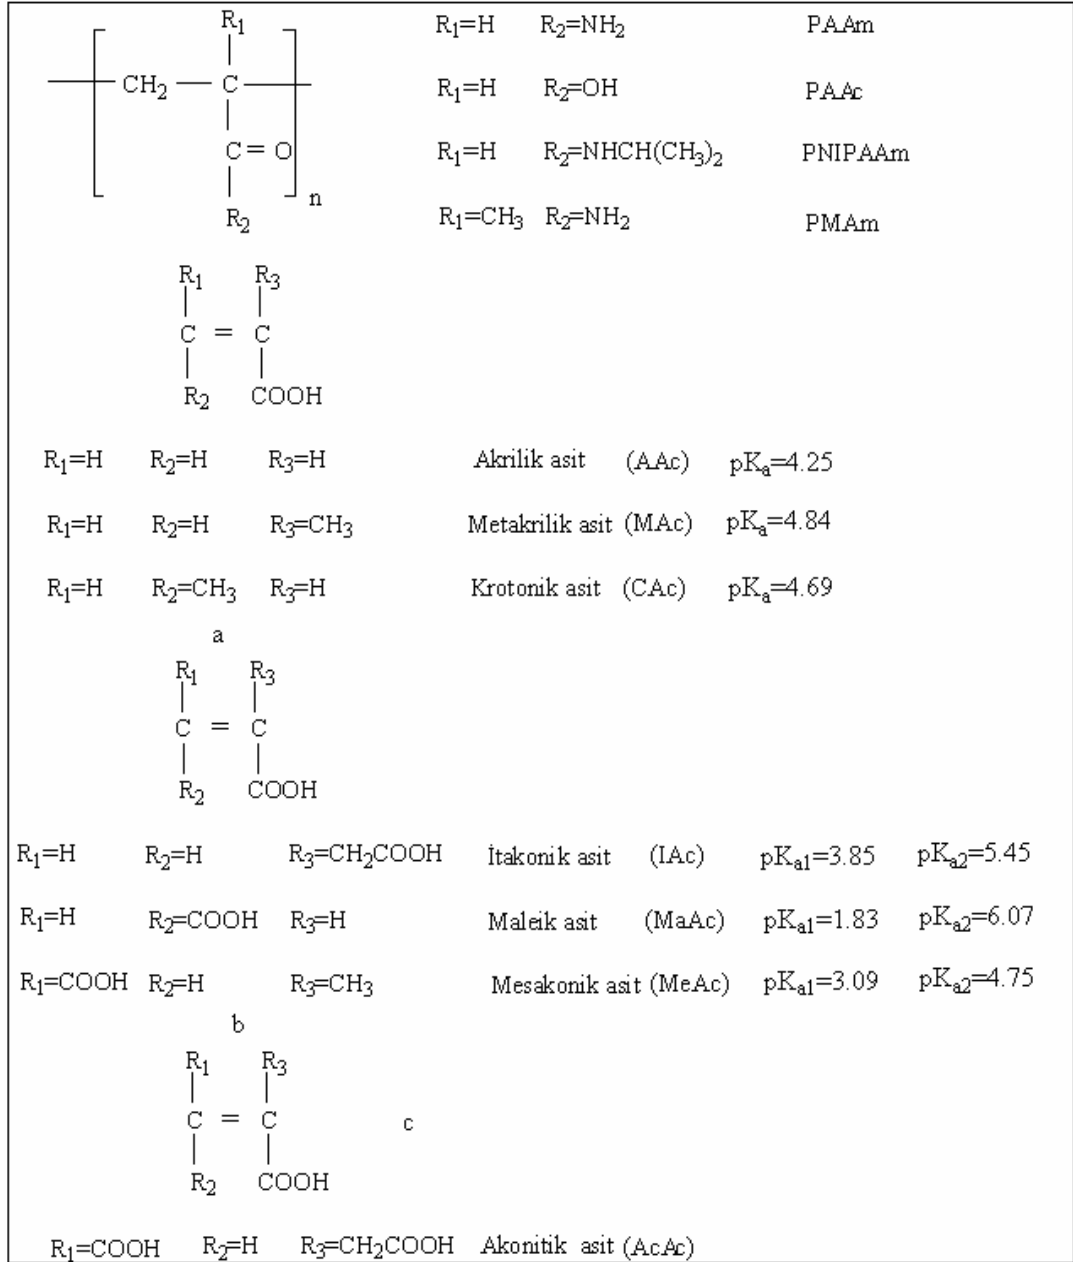 R₁ R₁=H R₂=NH₂ PAAm
CH₂ — C R₁=H R₂=OH PAAc
C = O R₁=H R₂=NHCH(CH₃)₂ PNIPAAm
n
R₂ R₁=CH₃ R₂=NH₂ PMAm
R₁ R₃
C = C
R₂ COOH
R₁=H R₂=H R₃=H Akrilik asit (AAc) pKₐ=4.25
R₁=H R₂=H R₃=CH₃ Metakrilik asit (MAc) pKₐ=4.84
R₁=H R₂=CH₃ R₃=H Krotonik asit (CAc) pKₐ=4.69
a
R₁ R₃
C = C
R₂ COOH
R₁=H R₂=H R₃=CH₂COOH İtakonik asit (IAc) pKₐ₁=3.85 pKₐ₂=5.45
R₁=H R₂=COOH R₃=H Maleik asit (MaAc) pKₐ₁=1.83 pKₐ₂=6.07
R₁=COOH R₂=H R₃=CH₃ Mesakonik asit (MeAc) pKₐ₁=3.09 pKₐ₂=4.75
b
R₁ R₃
C = C c
R₂ COOH
R₁=COOH R₂=H R₃=CH₂COOH Akonitik asit (AcAc)